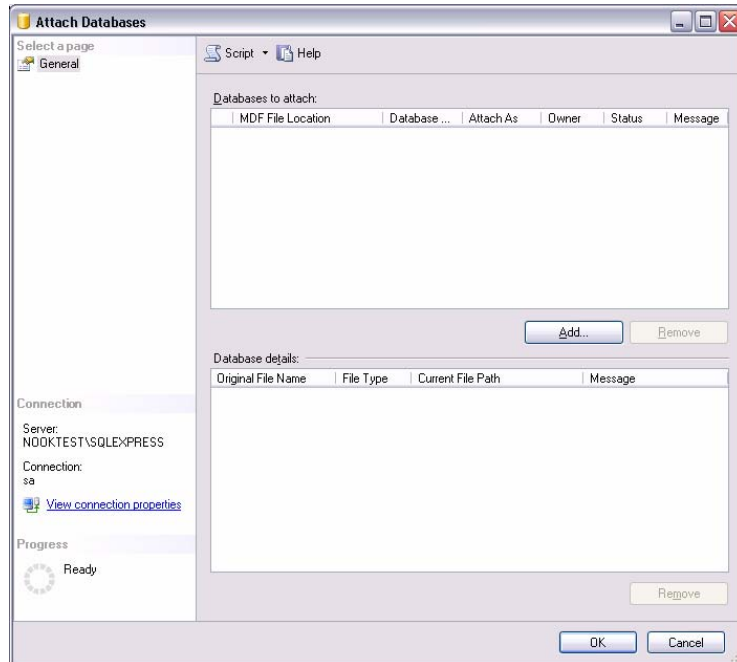 Attach Databases
Select a page
General
Script Help
Databases to attach:
MDF File Location Database ... Attach As Owner Status Message
Add... Remove
Database details:
Original File Name File Type Current File Path Message
Connection
Server:
NOOKTEST\SQLEXPRESS
Connection:
sa
View connection properties
Progress
Ready
Remove
OK Cancel